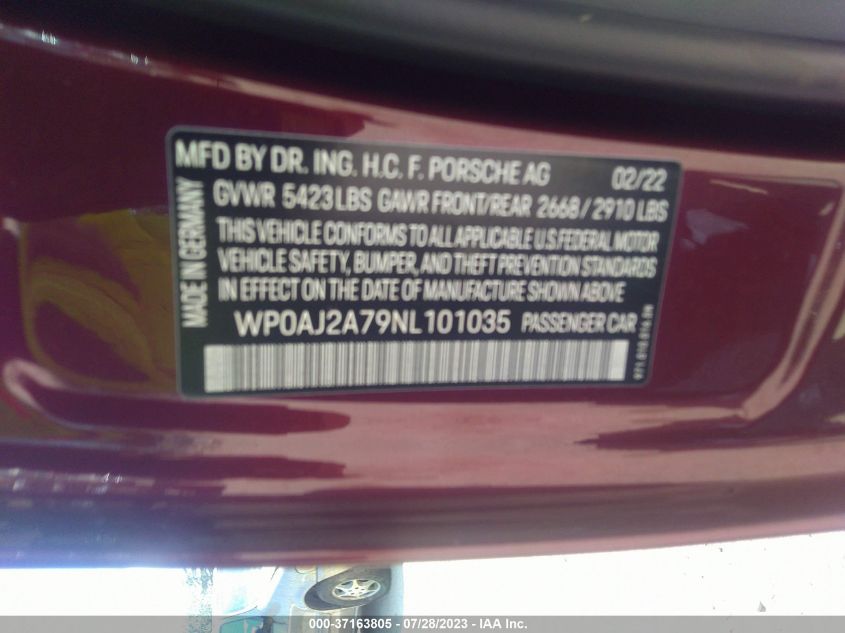 MFD BY DR. ING. H.C. F. PORSCHE AG 02/22
GVWR 5423LBS GAWR FRONT/REAR 2668 / 2910 LBS
THIS VEHICLE CONFORMS TO ALL APPLICABLE U.S. FEDERAL MOTOR
VEHICLE SAFETY, BUMPER, AND THEFT PREVENTION STANDARDS
IN EFFECT ON THE DATE OF MANUFACTURE SHOWN ABOVE
WP0AJ2A79NL101035 PASSENGER CAR
MADE IN GERMANY
000-37163805 - 07/28/2023 - IAA Inc.